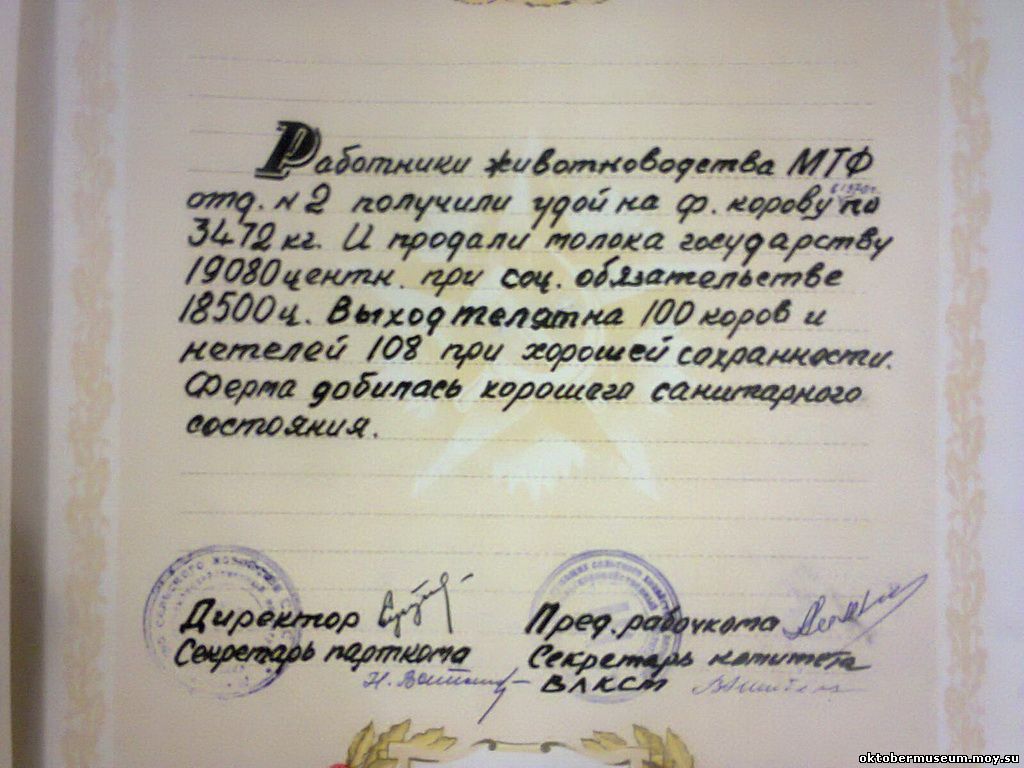 Работники животноводства МТФ
отд. №2 получили удой на ф. корову по
3472 кг. И продали молока государству
19080 центн. при соц. обязательстве
18500 ц. Выход телят на 100 коров и
нетелей 108 при хорошей сохранности.
Ферма добилась хорошего санитарного
состояния.
Директор
Пред. рабочкома
Секретарь парткома
Секретарь комитета
ВЛКСМ
oktobermuseum.moy.su